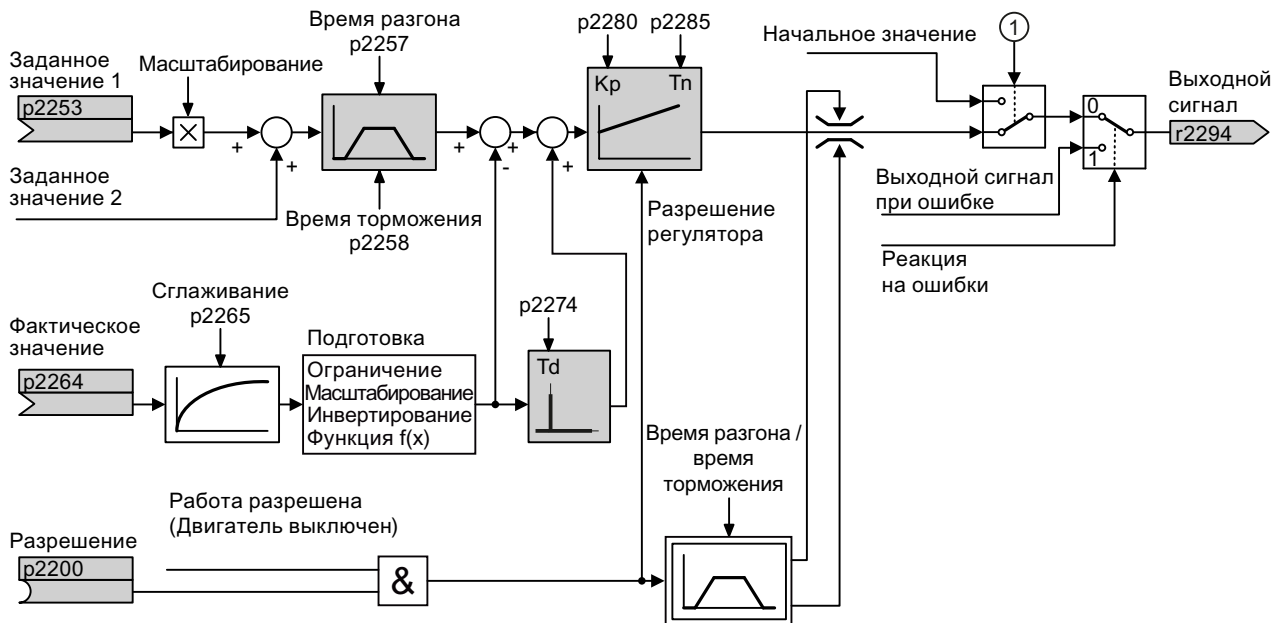 Время разгона
p2257
p2280
p2285
Начальное значение
1
Заданное
значение 1
Масштабирование
Kp
Tn
Выходной
сигнал
p2253
0
r2294
×
+
+
+
+
-
+
1
Заданное
значение 2
Время торможения
p2258
Разрешение
регулятора
Выходной сигнал
при ошибке
Реакция
на ошибки
Сглаживание
p2265
p2274
Фактическое
значение
Подготовка
p2264
Ограничение
Масштабирование
Инвертирование
Функция f(x)
Td
Время разгона /
время
торможения
Работа разрешена
(Двигатель выключен)
Разрешение
p2200
&